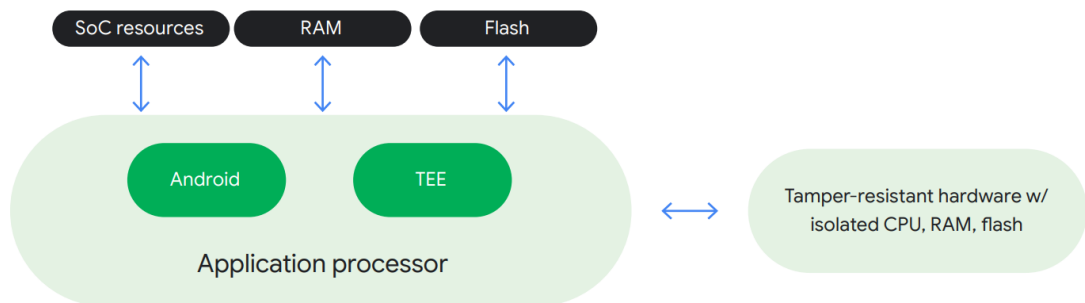 SoC resources
RAM
Flash
Android
TEE
Tamper-resistant hardware w/
isolated CPU, RAM, flash
Application processor